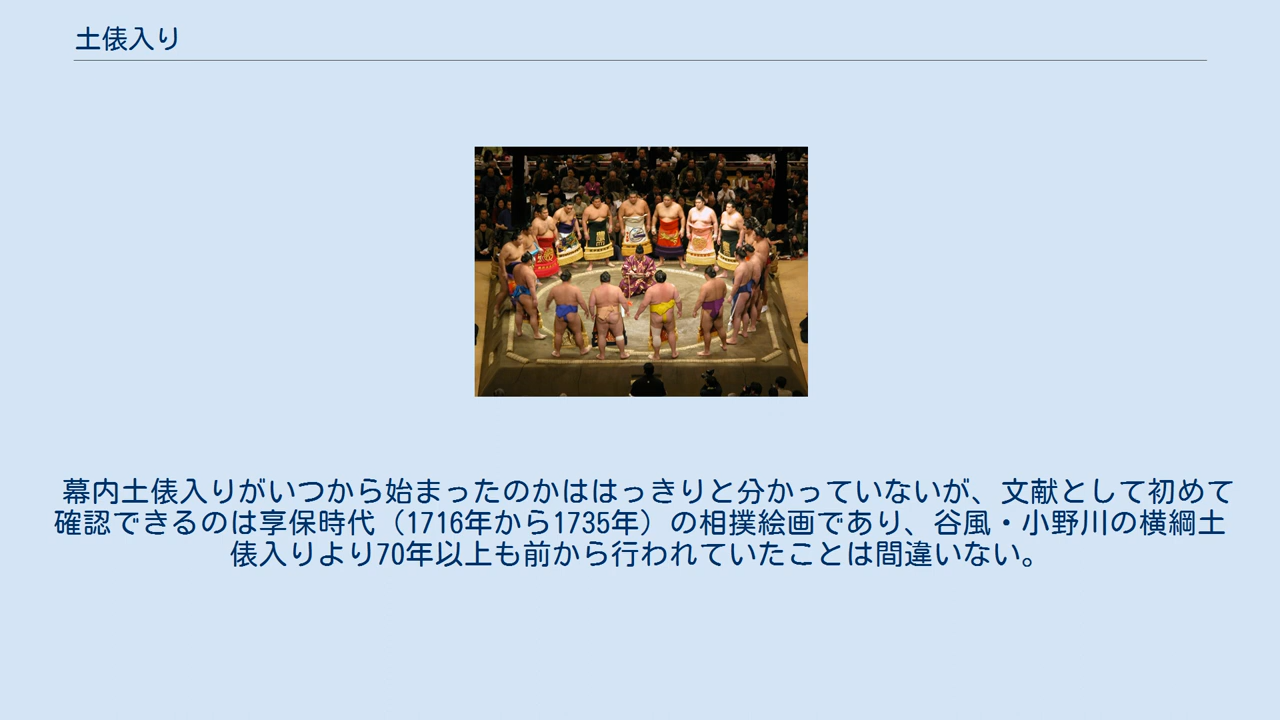 土俵入り
幕内土俵入りがいつから始まったのかははっきりと分かっていないが、文献として初めて
確認できるのは享保時代（1716年から1735年）の相撲絵画であり、谷風・小野川の横綱土
俵入りより70年以上も前から行われていたことは間違いない。